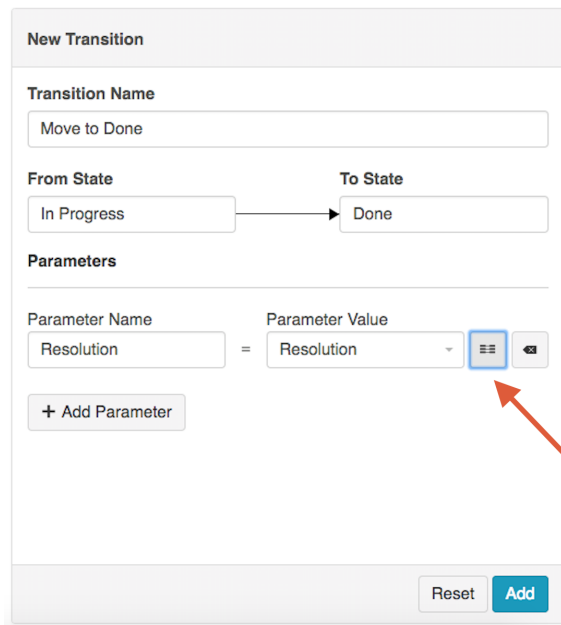 New Transition
Transition Name
Move to Done
From State To State
In Progress Done
Parameters
Parameter Name Parameter Value
Resolution = Resolution
+ Add Parameter
Reset Add